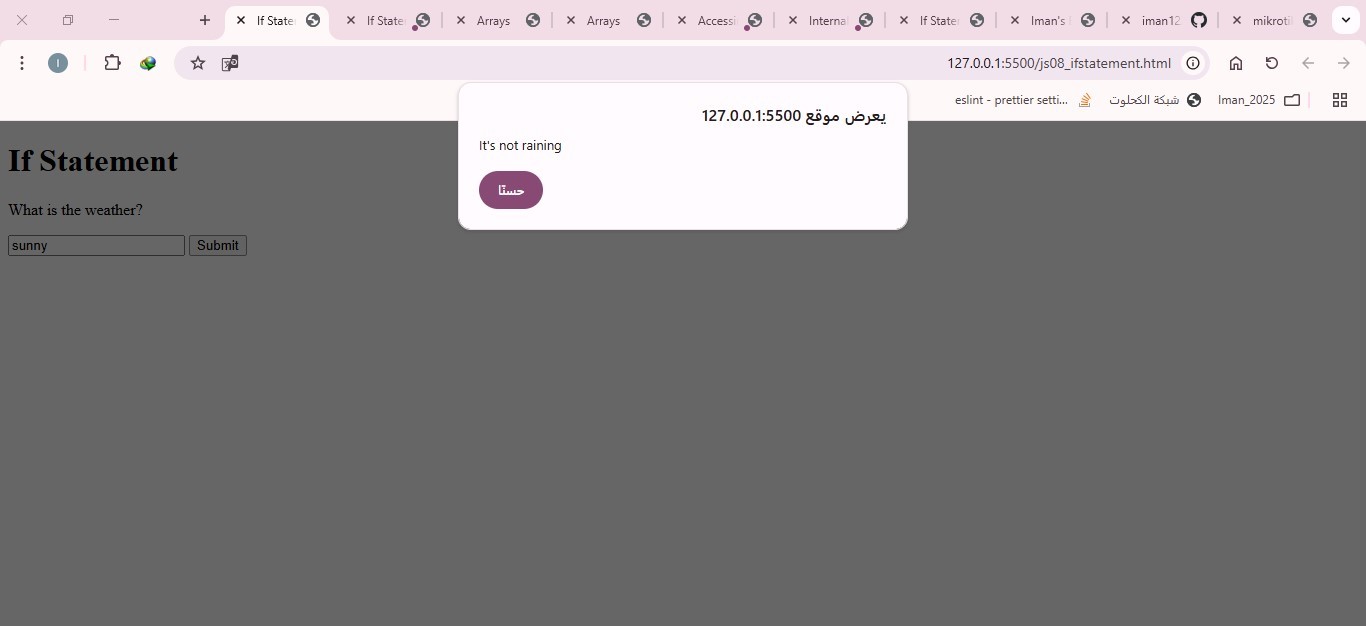 If State
If State
Arrays
Arrays
Accessi
Interna
If State
Iman's
iman12
mikroti
I
127.0.0.1:5500/js08_ifstatement.html
eslint - prettier setti...
شبكة الكحلوت
Iman_2025
يعرض موقع 127.0.0.1:5500
It's not raining
حسنًا
If Statement
What is the weather?
sunny
Submit